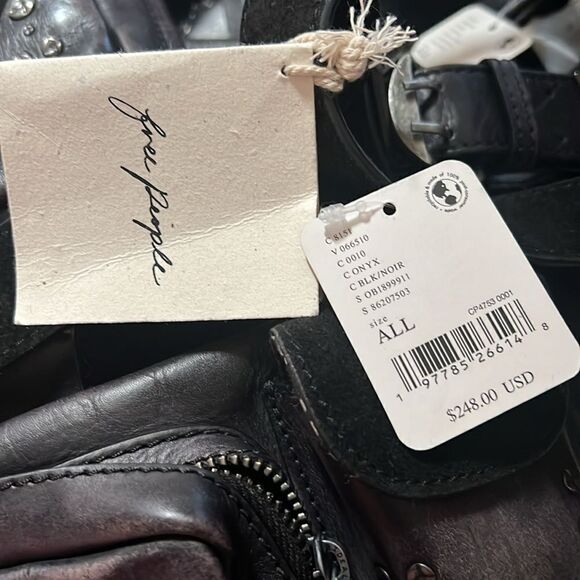 free people
C 8151
V 066510
C 0010
C ONYX
C BLK/NOIR
S OB1899911
S 86207503
size
ALL
CP4753 0001
1 97785 26614 8
$248.00 USD